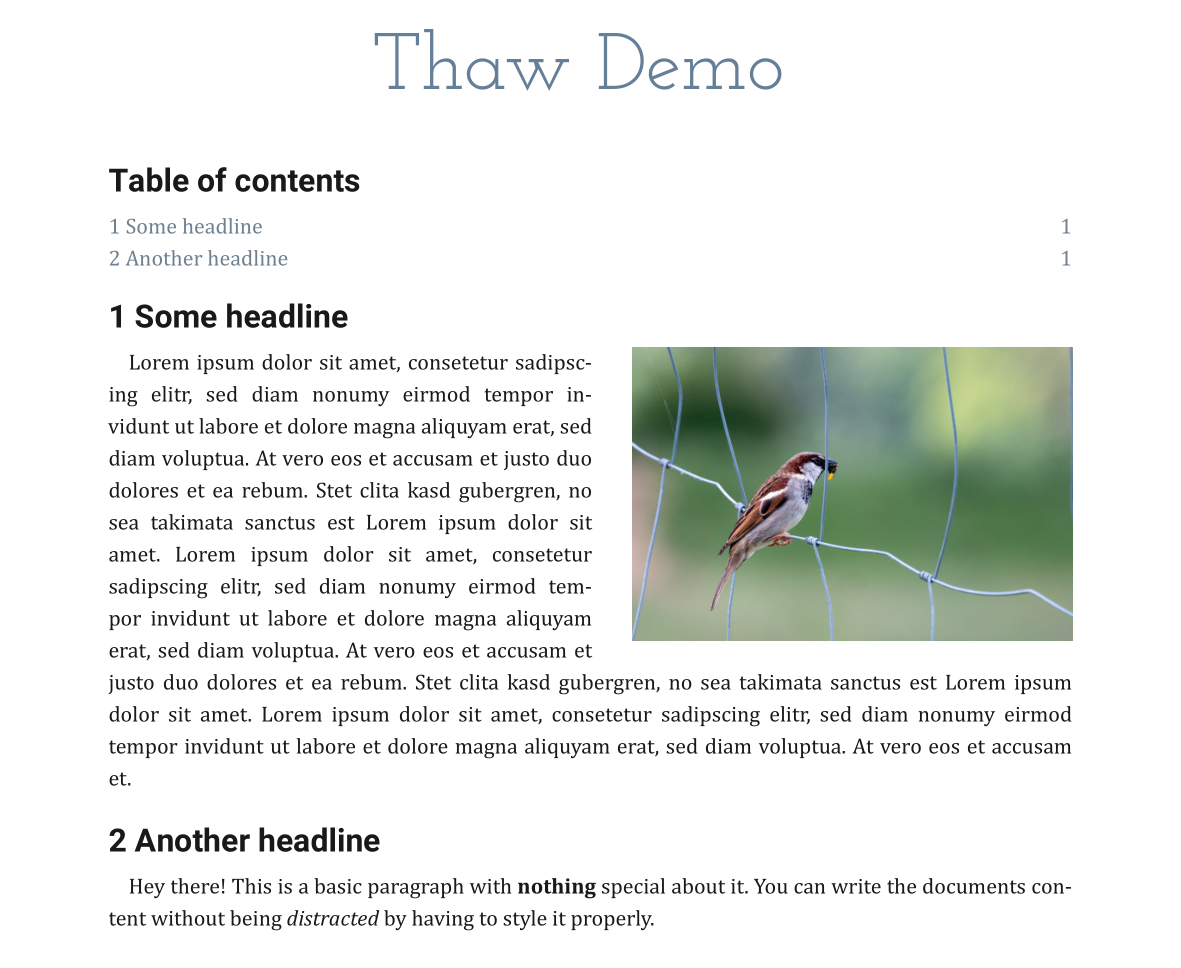 Thaw Demo
Table of contents
1 Some headline 1
2 Another headline 1
1 Some headline
Lorem ipsum dolor sit amet, consetetur sadipsc-
ing elitr, sed diam nonumy eirmod tempor in-
vidunt ut labore et dolore magna aliquyam erat, sed
diam voluptua. At vero eos et accusam et justo duo
dolores et ea rebum. Stet clita kasd gubergren, no
sea takimata sanctus est Lorem ipsum dolor sit
amet. Lorem ipsum dolor sit amet, consetetur
sadipscing elitr, sed diam nonumy eirmod tem-
por invidunt ut labore et dolore magna aliquyam
erat, sed diam voluptua. At vero eos et accusam et
justo duo dolores et ea rebum. Stet clita kasd gubergren, no sea takimata sanctus est Lorem ipsum
dolor sit amet. Lorem ipsum dolor sit amet, consetetur sadipscing elitr, sed diam nonumy eirmod
tempor invidunt ut labore et dolore magna aliquyam erat, sed diam voluptua. At vero eos et accusam
et.
2 Another headline
Hey there! This is a basic paragraph with nothing special about it. You can write the documents con-
tent without being distracted by having to style it properly.